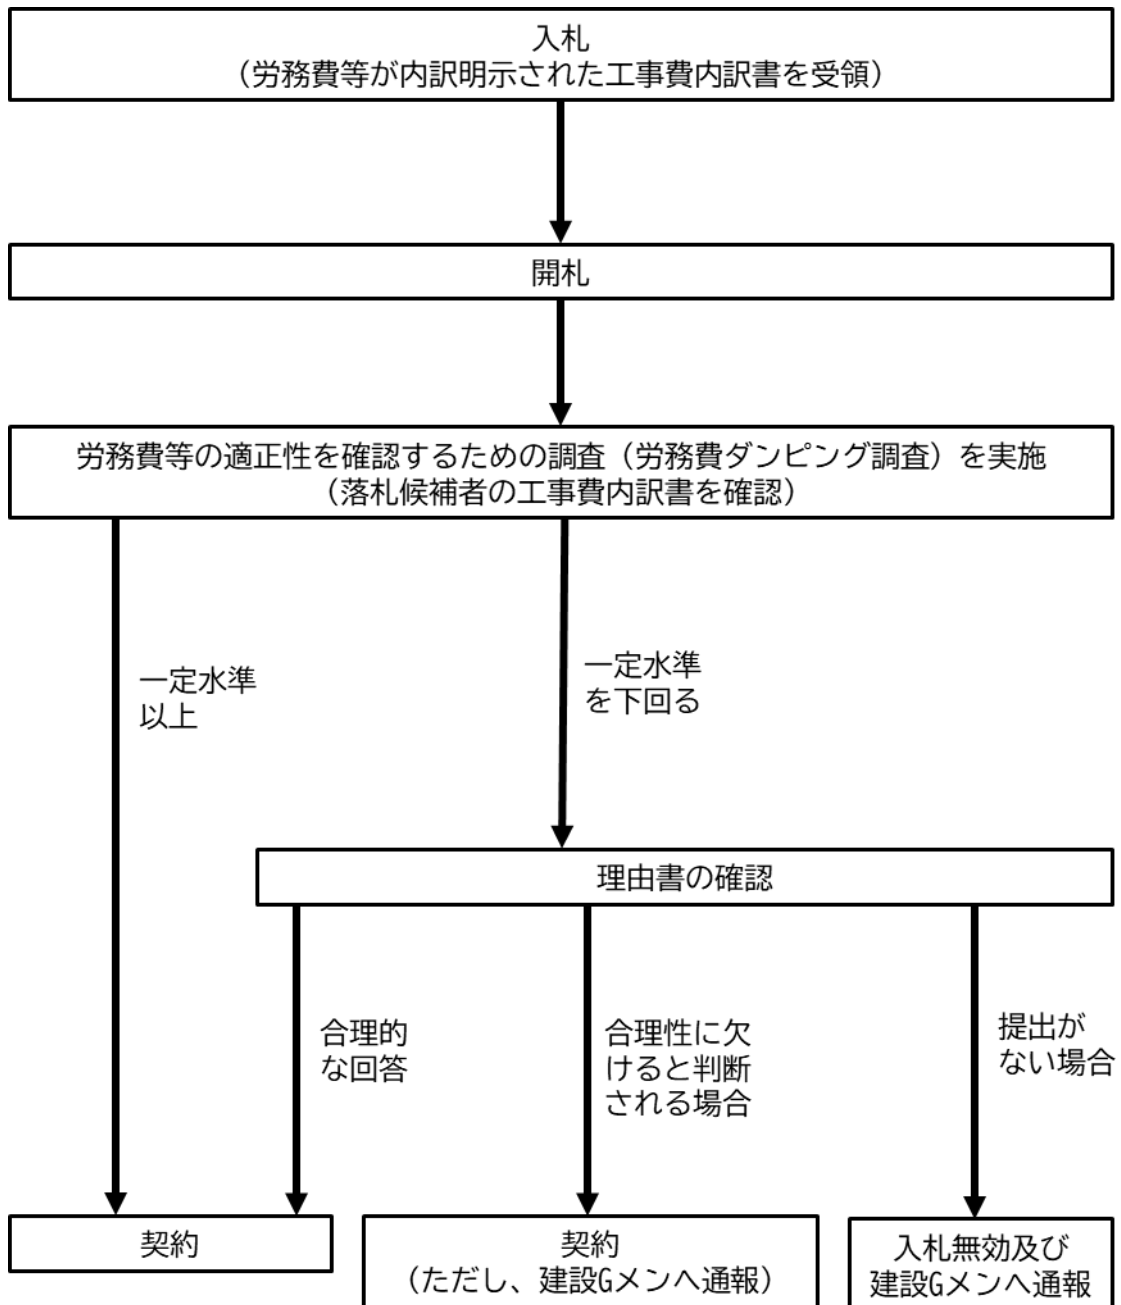 入札
（労務費等が内訳明示された工事費内訳書を受領）
開札
労務費等の適正性を確認するための調査（労務費ダンピング調査）を実施
（落札候補者の工事費内訳書を確認）
一定水準
以上
一定水準
を下回る
理由書の確認
合理的
な回答
合理性に欠
けると判断
される場合
提出が
ない場合
契約
契約
（ただし、建設Gメンへ通報）
入札無効及び
建設Gメンへ通報